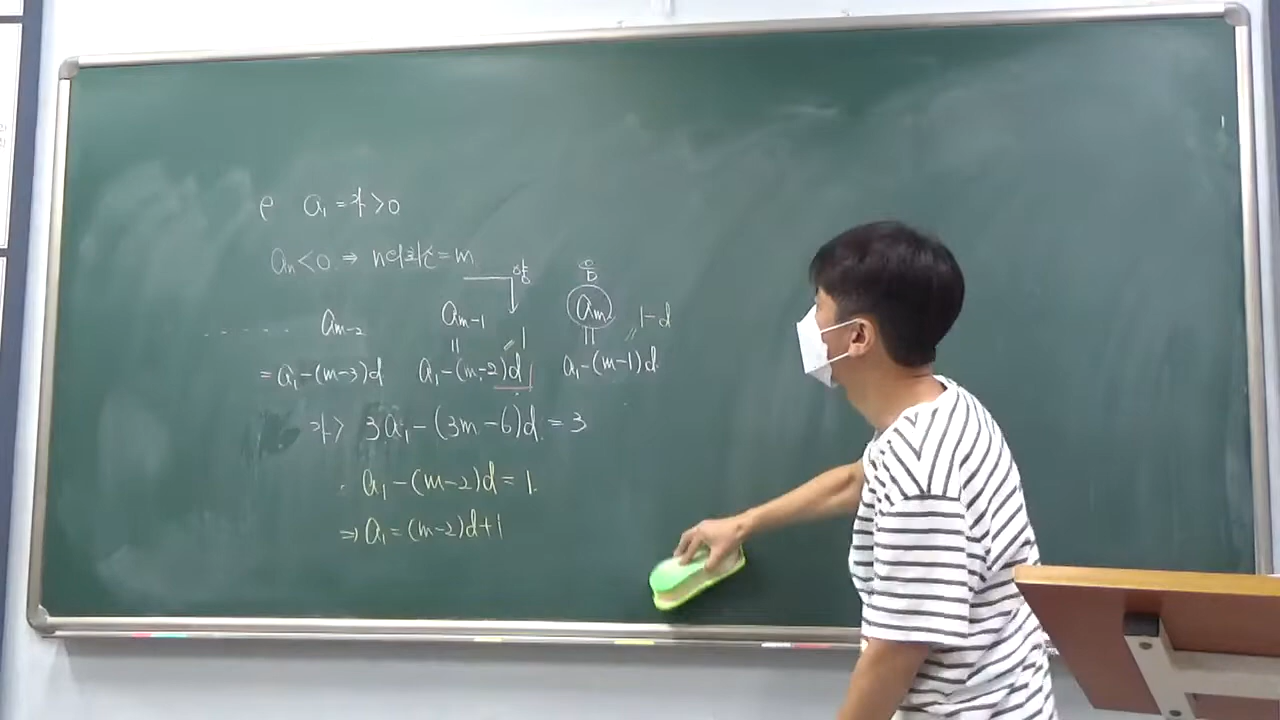 a₁ = 자 > 0
aₙ < 0 ⇒ n의 최소 = m
양 음
...... aₘ₋₂ aₘ₋₁ aₘ
|| // 1 || // 1-d
= a₁-(m-3)d a₁-(m-2)d a₁-(m-1)d
가> 3a₁-(3m-6)d = 3
a₁-(m-2)d = 1.
⇒ a₁ = (m-2)d+1